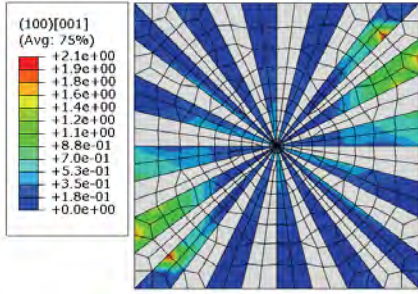 (100)[001]
(Avg: 75%)
+2.1e+00
+1.9e+00
+1.8e+00
+1.6e+00
+1.4e+00
+1.2e+00
+1.1e+00
+8.8e-01
+7.0e-01
+5.3e-01
+3.5e-01
+1.8e-01
+0.0e+00